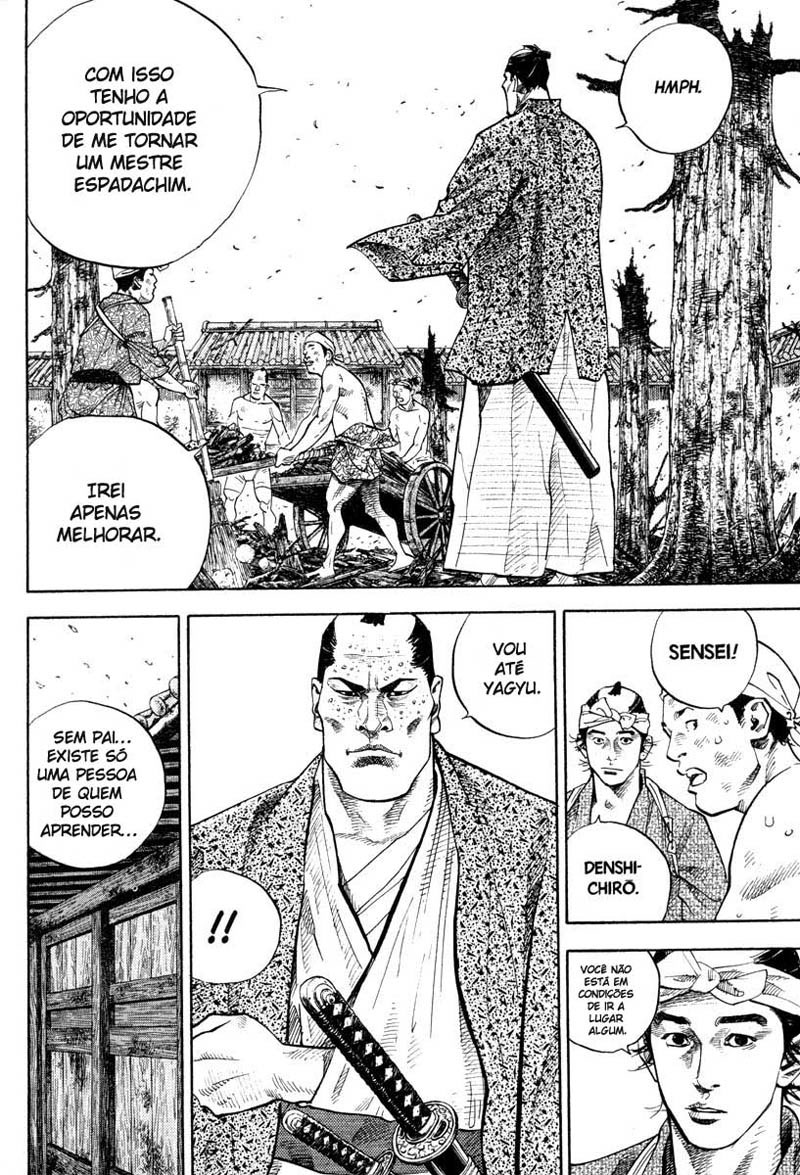 HMPH.
COM ISSO
TENHO A
OPORTUNIDADE
DE ME TORNAR
UM MESTRE
ESPADACHIM.
IREI
APENAS
MELHORAR.
SENSEI!
DENSHI-
CHIRŌ.
VOCÊ NÃO
ESTÁ EM
CONDIÇÕES
DE IR A
LUGAR
ALGUM.
VOU
ATÉ
YAGYU.
!!
SEM PAI...
EXISTE SÓ
UMA PESSOA
DE QUEM
POSSO
APRENDER...